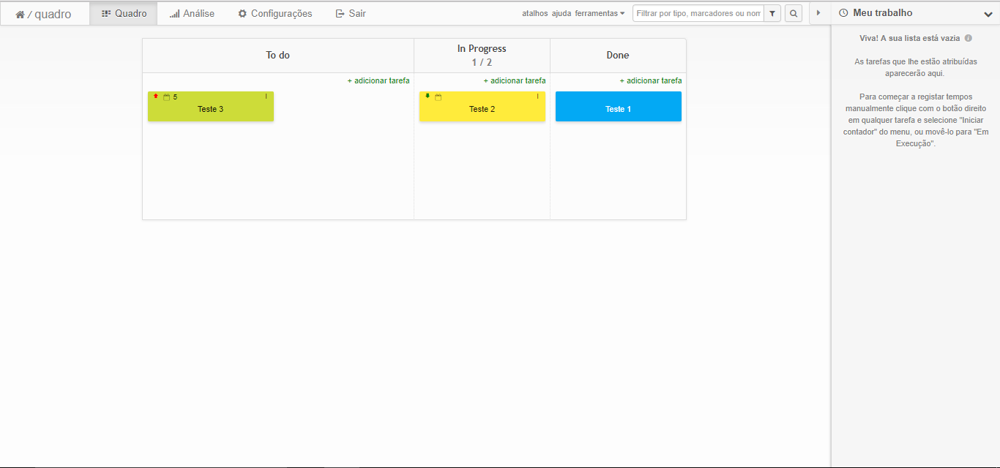 / quadro
Quadro
Análise
Configurações
Sair
atalhos ajuda ferramentas
Filtrar por tipo, marcadores ou nom
Meu trabalho
Viva! A sua lista está vazia
As tarefas que lhe estão atribuídas
aparecerão aqui.
Para começar a registar tempos
manualmente clique com o botão direito
em qualquer tarefa e selecione "Iniciar
contador" do menu, ou movê-lo para "Em
Execução".
To do
In Progress
1 / 2
Done
+ adicionar tarefa
+ adicionar tarefa
+ adicionar tarefa
5
Teste 3
Teste 2
Teste 1